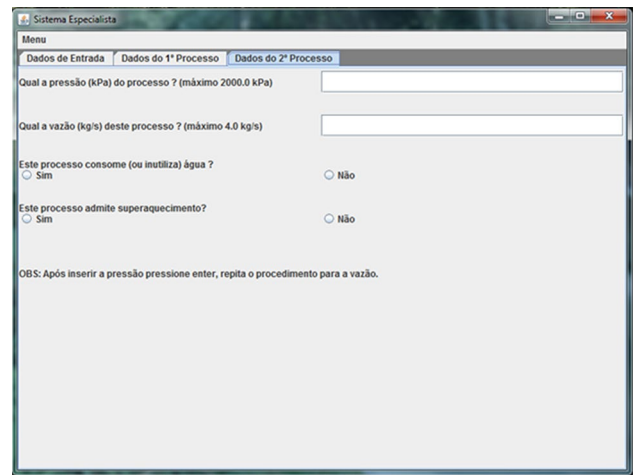 Sistema Especialista
Menu
Dados de Entrada Dados do 1º Processo Dados do 2º Processo
Qual a pressão (kPa) do processo ? (máximo 2000.0 kPa)
Qual a vazão (kg/s) deste processo ? (máximo 4.0 kg/s)
Este processo consome (ou inutiliza) água ?
Sim Não
Este processo admite superaquecimento?
Sim Não
OBS: Após inserir a pressão pressione enter, repita o procedimento para a vazão.